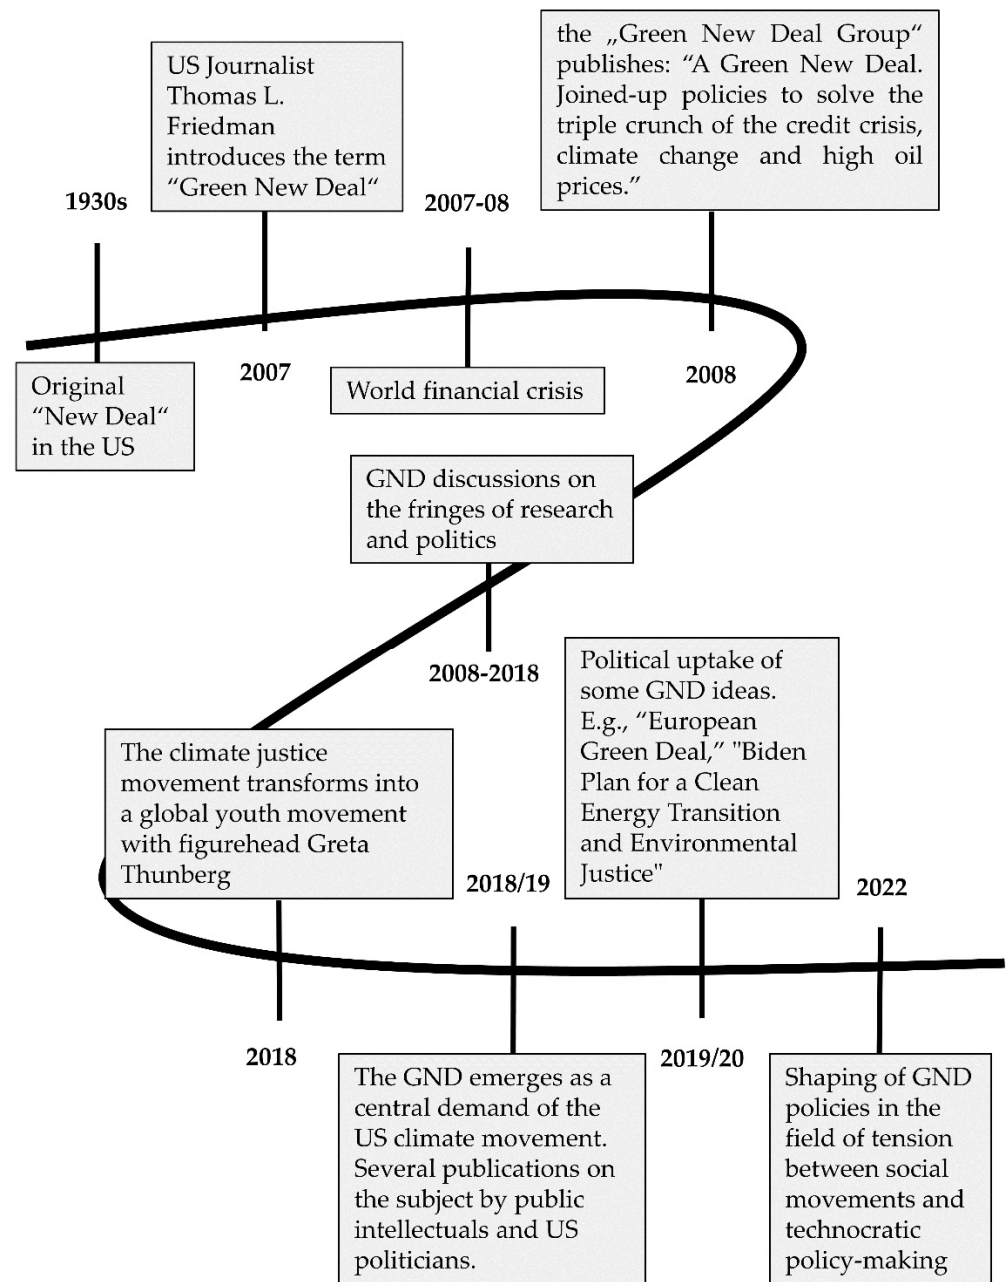 1930s
Original
“New Deal“
in the US
US Journalist
Thomas L.
Friedman
introduces the term
“Green New Deal“
2007
2007-08
World financial crisis
the „Green New Deal Group“
publishes: “A Green New Deal.
Joined-up policies to solve the
triple crunch of the credit crisis,
climate change and high oil
prices.”
2008
GND discussions on
the fringes of research
and politics
2008-2018
The climate justice
movement transforms into
a global youth movement
with figurehead Greta
Thunberg
2018
2018/19
The GND emerges as a
central demand of the
US climate movement.
Several publications on
the subject by public
intellectuals and US
politicians.
Political uptake of
some GND ideas.
E.g., “European
Green Deal,” "Biden
Plan for a Clean
Energy Transition
and Environmental
Justice"
2019/20
2022
Shaping of GND
policies in the
field of tension
between social
movements and
technocratic
policy-making